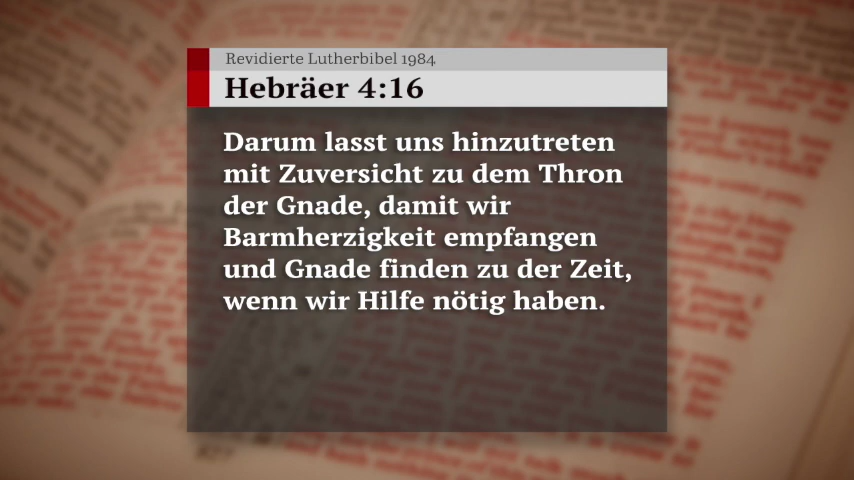 Revidierte Lutherbibel 1984
Hebräer 4:16
Darum lasst uns hinzutreten
mit Zuversicht zu dem Thron
der Gnade, damit wir
Barmherzigkeit empfangen
und Gnade finden zu der Zeit,
wenn wir Hilfe nötig haben.